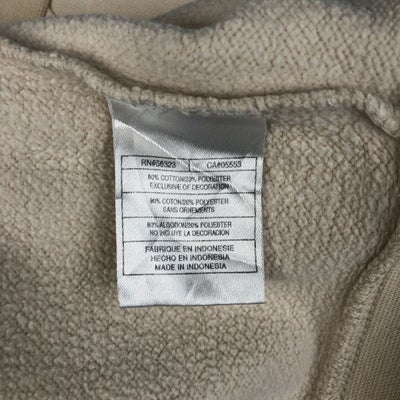 RN#56323 CA#05553
80% COTTON/20% POLYESTER
EXCLUSIVE OF DECORATION
80% COTON/20% POLYESTER
SANS ORNEMENTS
80% ALGODON/20% POLIESTER
NO INCLUYE LA DECORACION
FABRIQUE EN INDONESIE
HECHO EN INDONESIA
MADE IN INDONESIA